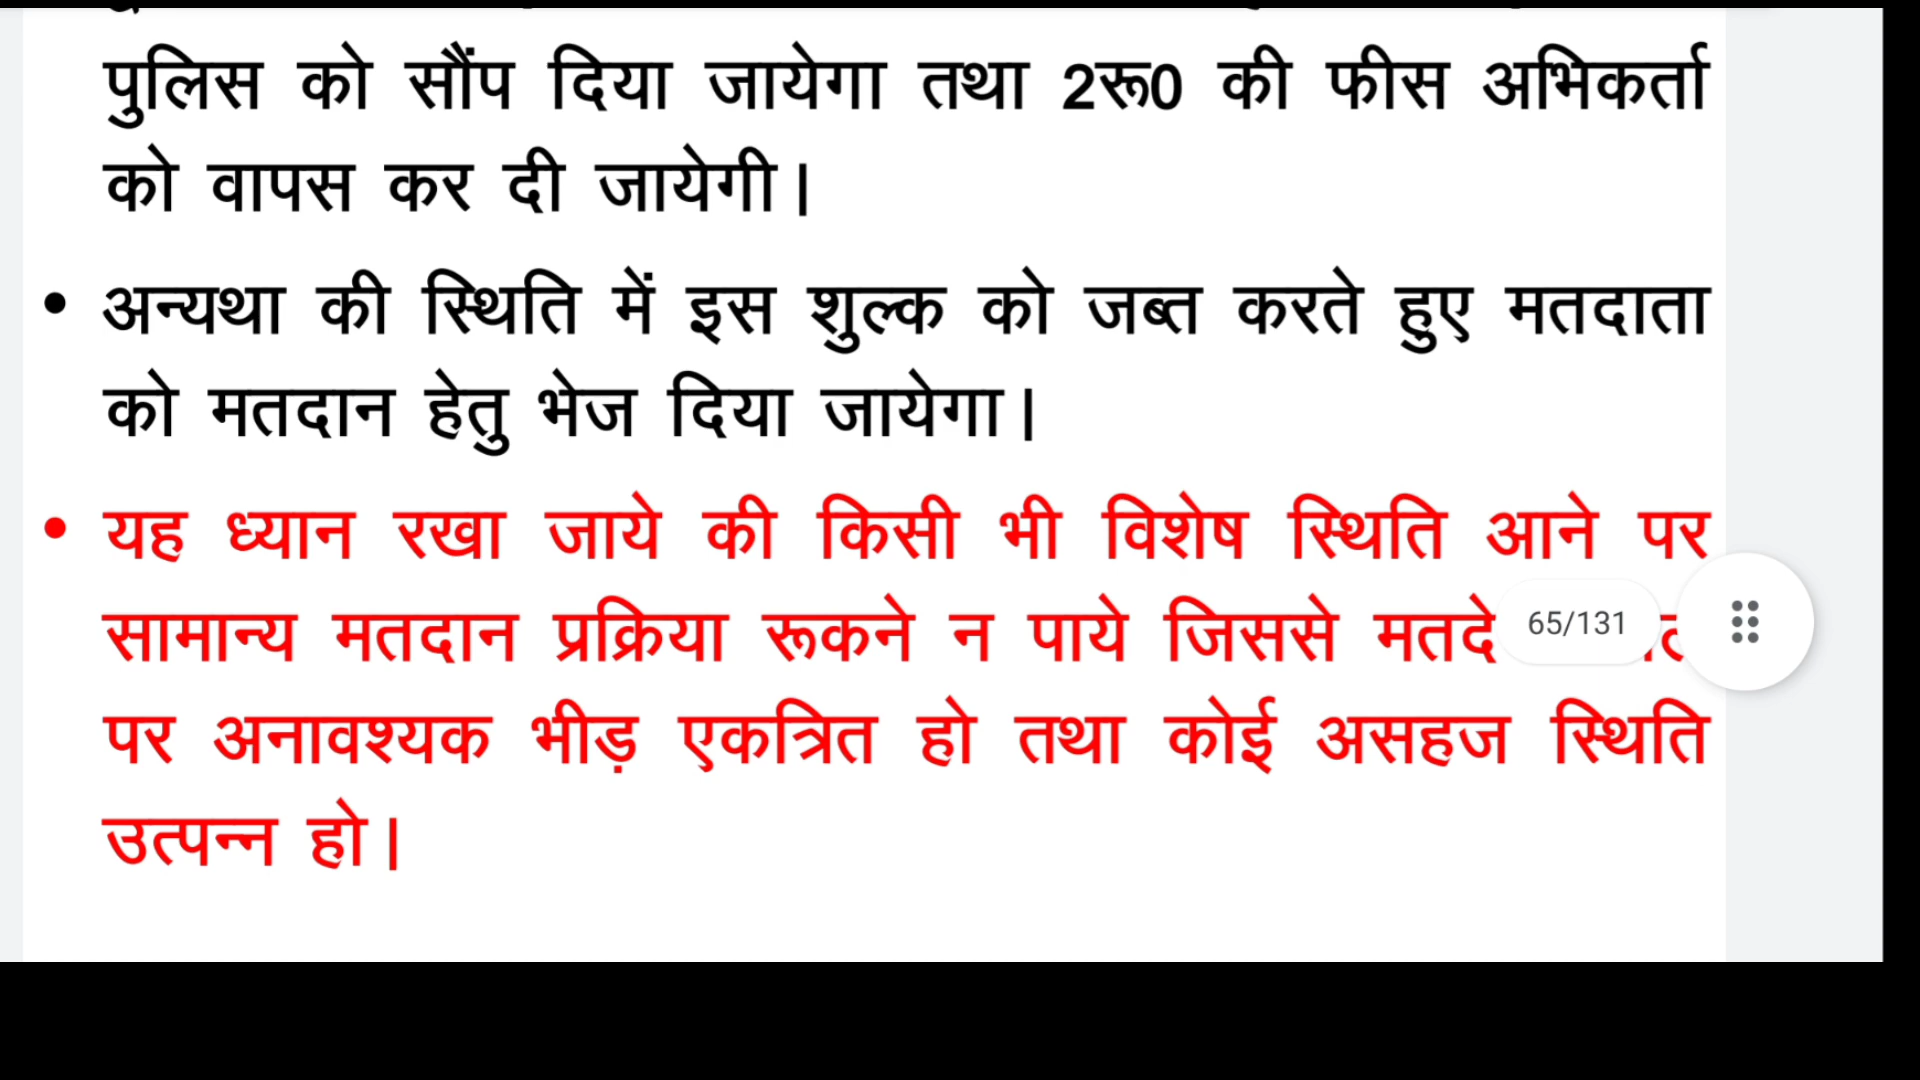 पुलिस को सौंप दिया जायेगा तथा 2रू0 की फीस अभिकर्ता
को वापस कर दी जायेगी।
• अन्यथा की स्थिति में इस शुल्क को जब्त करते हुए मतदाता
को मतदान हेतु भेज दिया जायेगा।
• यह ध्यान रखा जाये की किसी भी विशेष स्थिति आने पर
सामान्य मतदान प्रक्रिया रूकने न पाये जिससे
65/131
पर अनावश्यक भीड़ एकत्रित हो तथा कोई असहज स्थिति
उत्पन्न हो।